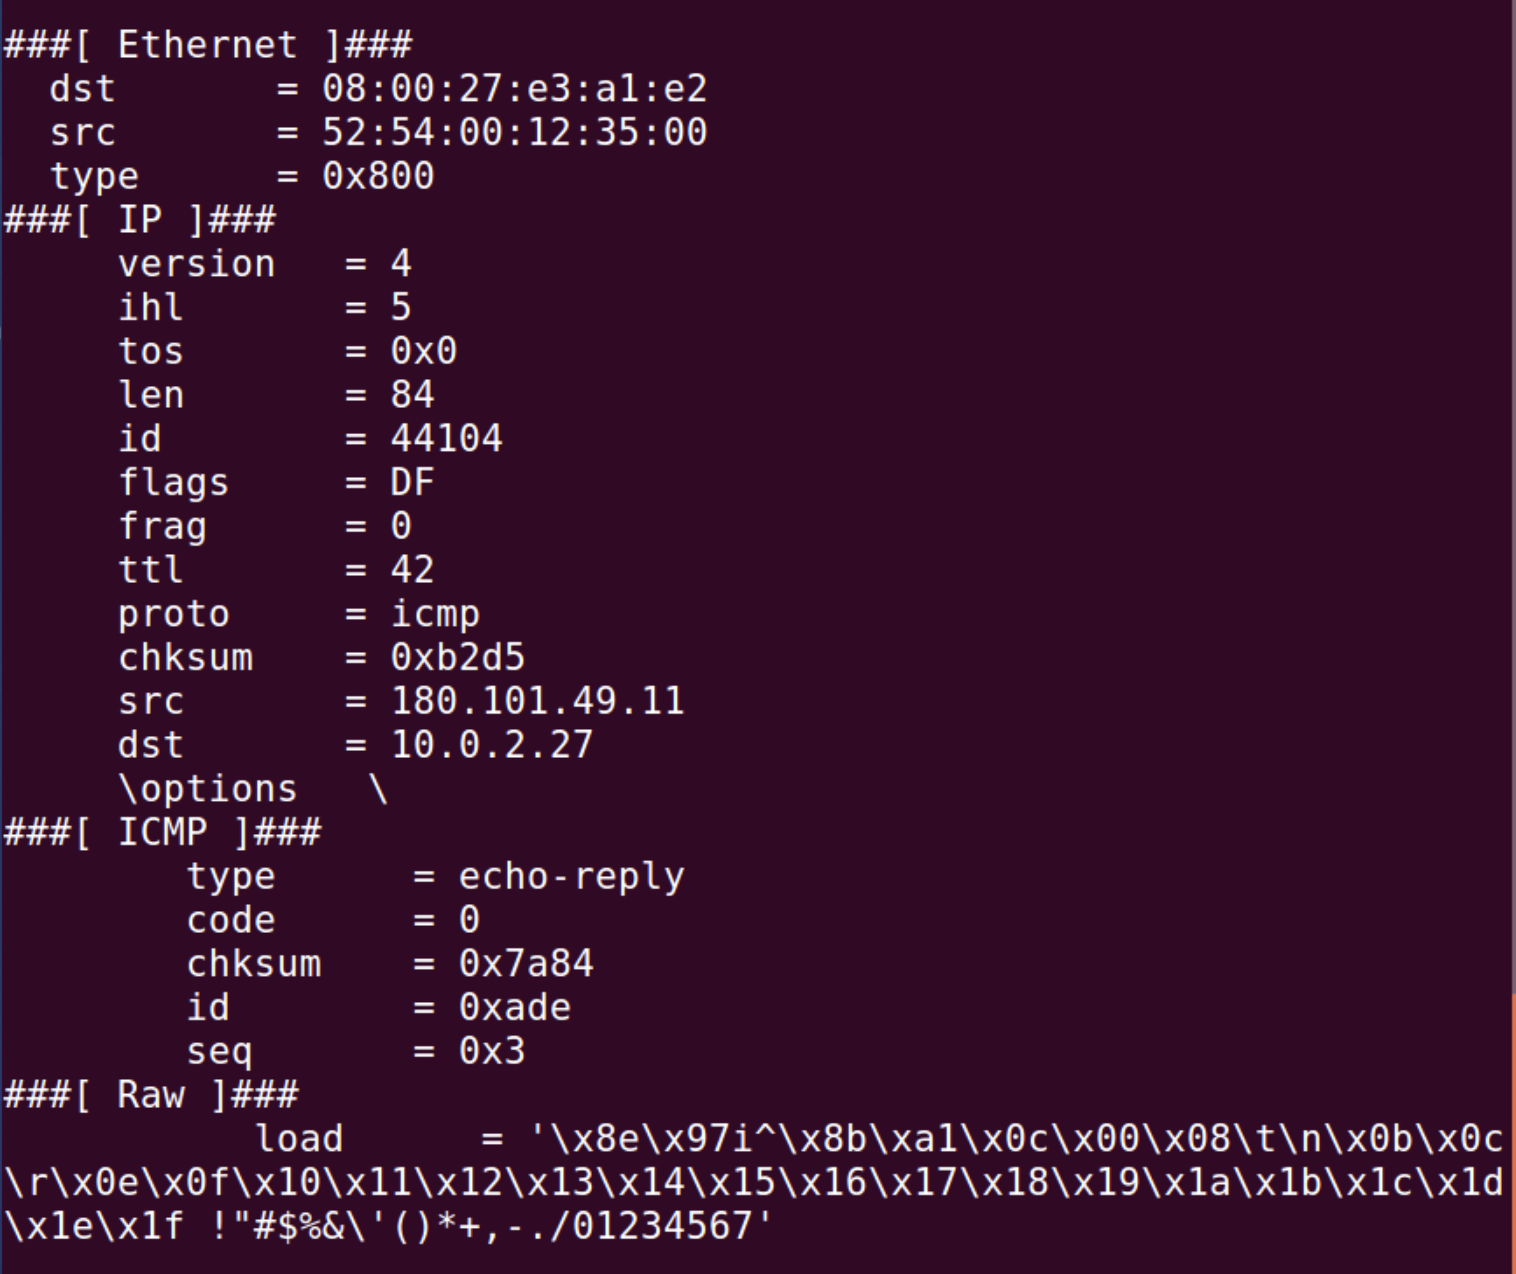 ###[ Ethernet ]###
  dst       = 08:00:27:e3:a1:e2
  src       = 52:54:00:12:35:00
  type      = 0x800
###[ IP ]###
     version   = 4
     ihl       = 5
     tos       = 0x0
     len       = 84
     id        = 44104
     flags     = DF
     frag      = 0
     ttl       = 42
     proto     = icmp
     chksum    = 0xb2d5
     src       = 180.101.49.11
     dst       = 10.0.2.27
     \options   \
###[ ICMP ]###
        type      = echo-reply
        code      = 0
        chksum    = 0x7a84
        id        = 0xade
        seq       = 0x3
###[ Raw ]###
           load      = '\x8e\x97i^\x8b\xa1\x0c\x00\x08\t\n\x0b\x0c
\r\x0e\x0f\x10\x11\x12\x13\x14\x15\x16\x17\x18\x19\x1a\x1b\x1c\x1d
\x1e\x1f !"#$%&\'()*+,-./01234567'